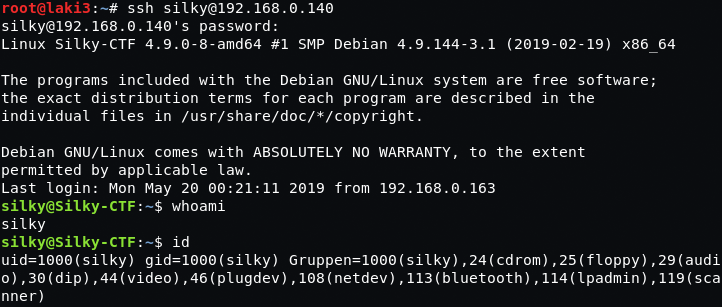 root@laki3:~# ssh silky@192.168.0.140
silky@192.168.0.140's password:
Linux Silky-CTF 4.9.0-8-amd64 #1 SMP Debian 4.9.144-3.1 (2019-02-19) x86_64
The programs included with the Debian GNU/Linux system are free software;
the exact distribution terms for each program are described in the
individual files in /usr/share/doc/*/copyright.
Debian GNU/Linux comes with ABSOLUTELY NO WARRANTY, to the extent
permitted by applicable law.
Last login: Mon May 20 00:21:11 2019 from 192.168.0.163
silky@Silky-CTF:~$ whoami
silky
silky@Silky-CTF:~$ id
uid=1000(silky) gid=1000(silky) Gruppen=1000(silky),24(cdrom),25(floppy),29(audi
o),30(dip),44(video),46(plugdev),108(netdev),113(bluetooth),114(lpadmin),119(sca
nner)